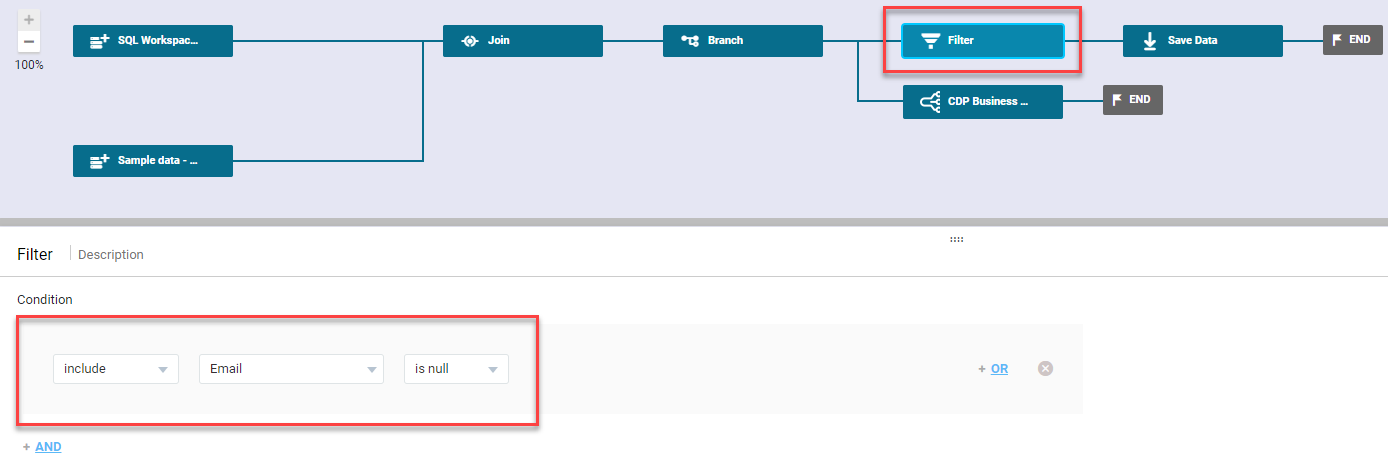 +
−
100%
SQL Workspac...
Join
Branch
Filter
Save Data
END
CDP Business ...
END
Sample data - ...
Filter
Description
Condition
include
Email
is null
+ OR
+ AND